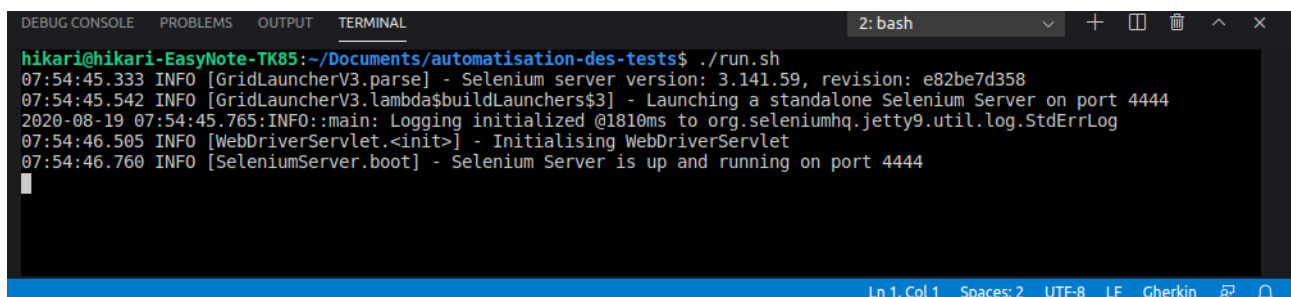 DEBUG CONSOLE PROBLEMS OUTPUT TERMINAL 2: bash
hikari@hikari-EasyNote-TK85:~/Documents/automatisation-des-tests$ ./run.sh
07:54:45.333 INFO [GridLauncherV3.parse] - Selenium server version: 3.141.59, revision: e82be7d358
07:54:45.542 INFO [GridLauncherV3.lambda$buildLaunchers$3] - Launching a standalone Selenium Server on port 4444
2020-08-19 07:54:45.765:INFO::main: Logging initialized @1810ms to org.seleniumhq.jetty9.util.log.StdErrLog
07:54:46.505 INFO [WebDriverServlet.<init>] - Initialising WebDriverServlet
07:54:46.760 INFO [SeleniumServer.boot] - Selenium Server is up and running on port 4444
Ln 1, Col 1 Spaces: 2 UTF-8 LF Gherkin